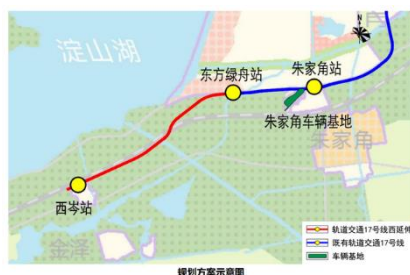 N
淀山湖
东方绿舟站
朱家角站
朱家角车辆基地
朱家角
西岑站
金泽
轨道交通17号线西延伸
既有轨道交通17号线
车辆基地
规划方案示意图